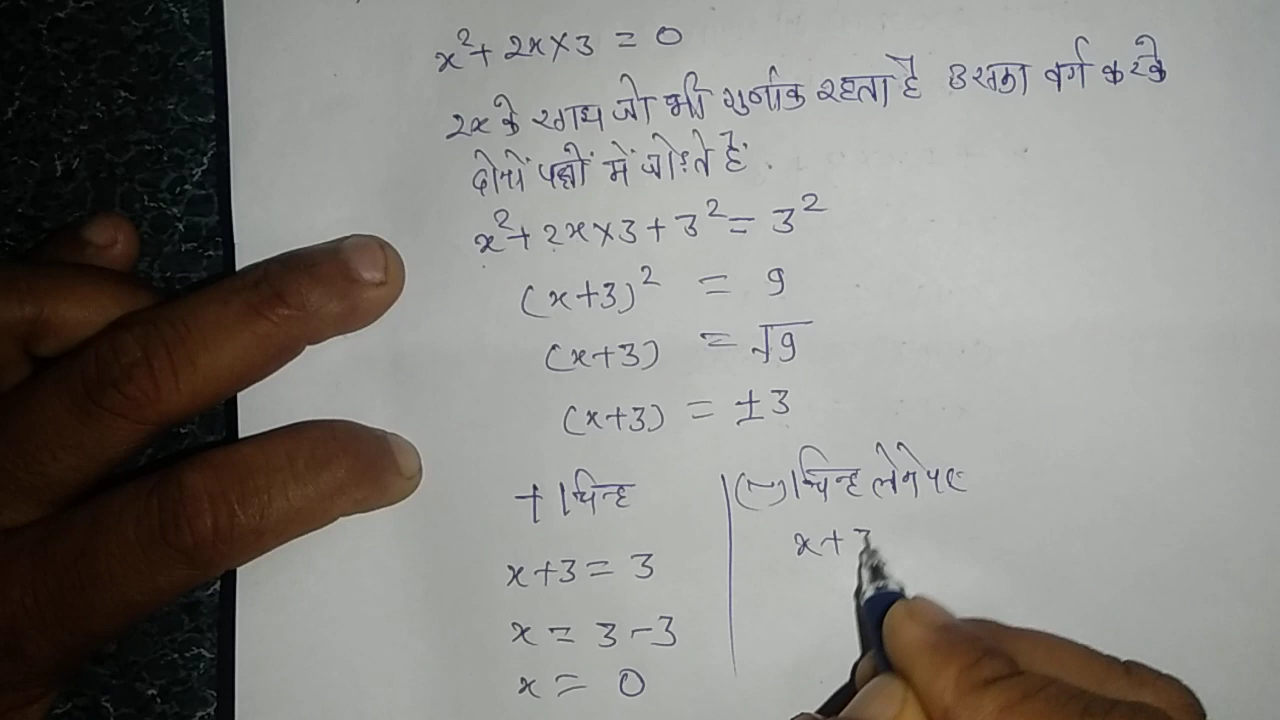 x²+ 2x×3 = 0
2x के साथ जो भी गुणांक रहता है उसका वर्ग करके
दोनों पक्षों में जोड़ते हैं.
x²+ 2x×3 + 3² = 3²
(x+3)² = 9
(x+3) = √9
(x+3) = ±3
+ चिन्ह
x+3 = 3
x = 3 - 3
x = 0
(-) चिन्ह लेने पर
x + 3